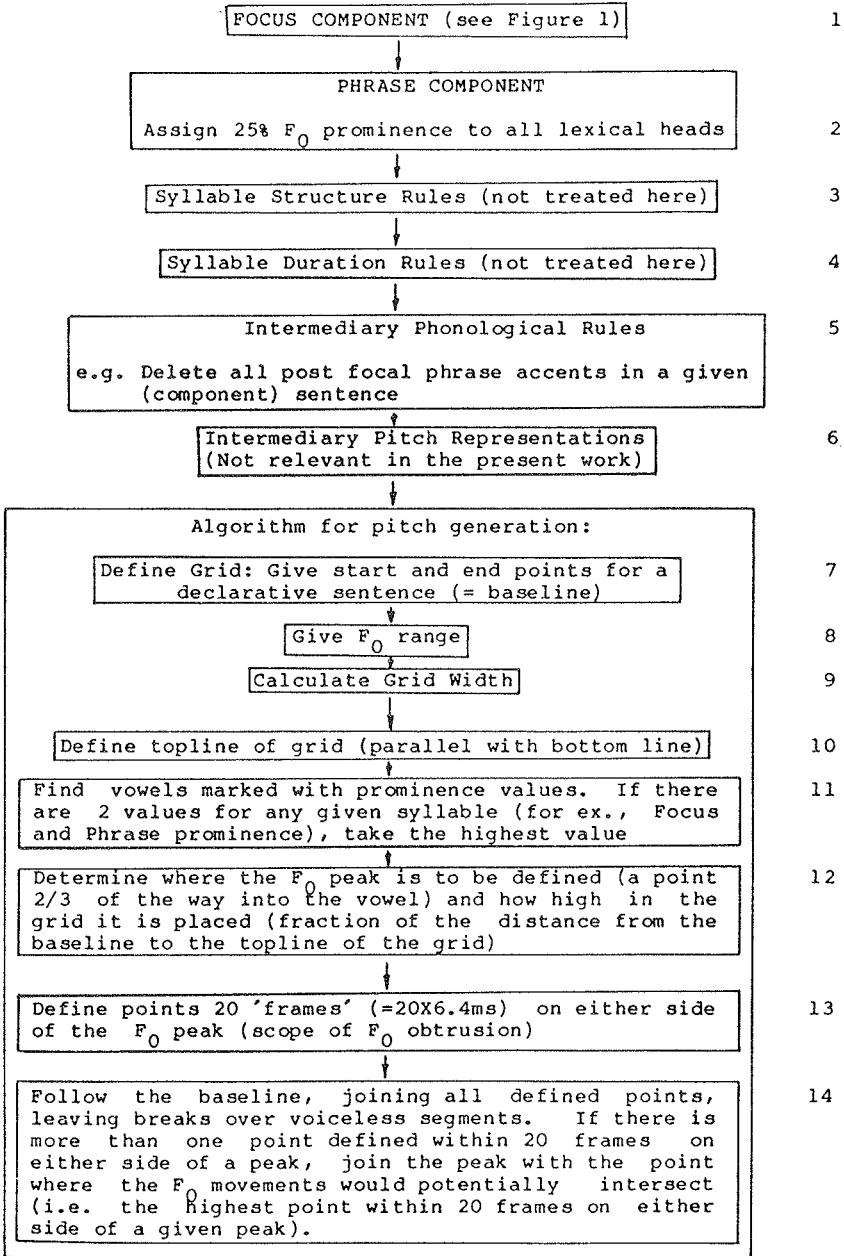 FOCUS COMPONENT (see Figure 1) 1
PHRASE COMPONENT
Assign 25% F0 prominence to all lexical heads 2
Syllable Structure Rules (not treated here) 3
Syllable Duration Rules (not treated here) 4
Intermediary Phonological Rules 5
e.g. Delete all post focal phrase accents in a given
(component) sentence
Intermediary Pitch Representations 6
(Not relevant in the present work)
Algorithm for pitch generation:
Define Grid: Give start and end points for a 7
declarative sentence (= baseline)
Give F0 range 8
Calculate Grid Width 9
Define topline of grid (parallel with bottom line) 10
Find vowels marked with prominence values. If there 11
are 2 values for any given syllable (for ex., Focus
and Phrase prominence), take the highest value
Determine where the F0 peak is to be defined (a point 12
2/3 of the way into the vowel) and how high in the
grid it is placed (fraction of the distance from the
baseline to the topline of the grid)
Define points 20 'frames' (=20X6.4ms) on either side 13
of the F0 peak (scope of F0 obtrusion)
Follow the baseline, joining all defined points, 14
leaving breaks over voiceless segments. If there is
more than one point defined within 20 frames on
either side of a peak, join the peak with the point
where the F0 movements would potentially intersect
(i.e. the highest point within 20 frames on either
side of a given peak).